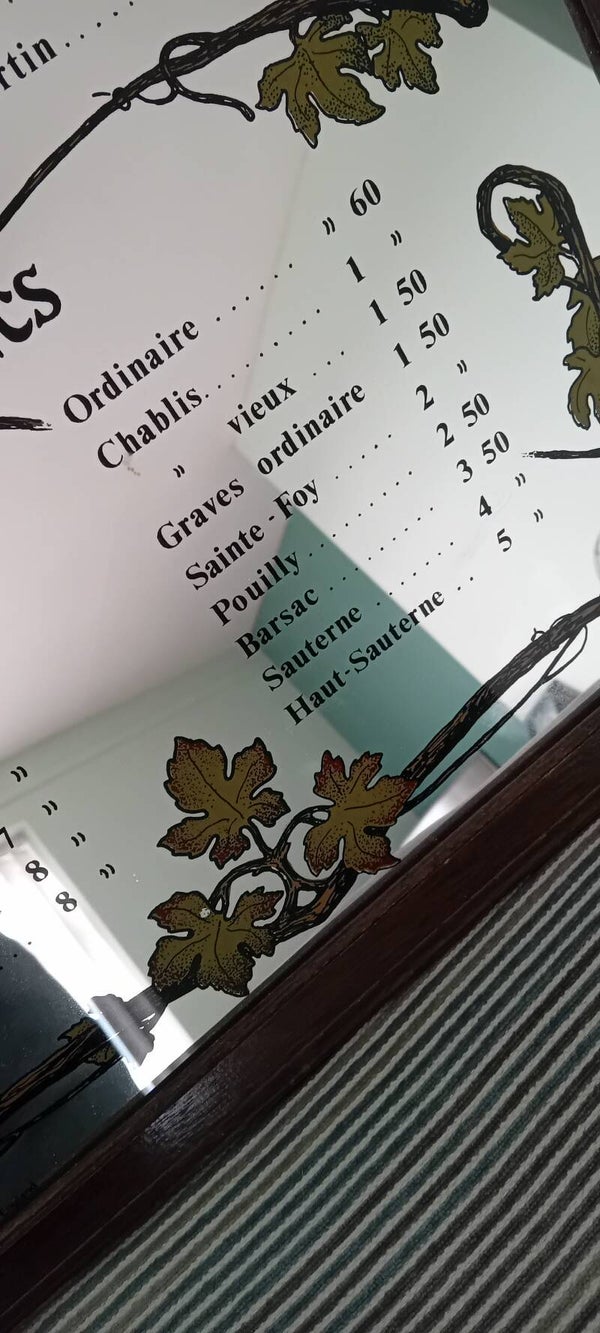 rtin....
cs
Ordinaire ...... » 60
Chablis......... 1 »
» vieux ... 1 50
Graves ordinaire 1 50
Sainte-Foy ..... 2 »
Pouilly......... 2 50
Barsac ......... 3 50
Sauterne ....... 4 »
Haut-Sauterne .. 5 »
»
7 »
8 »
8 »